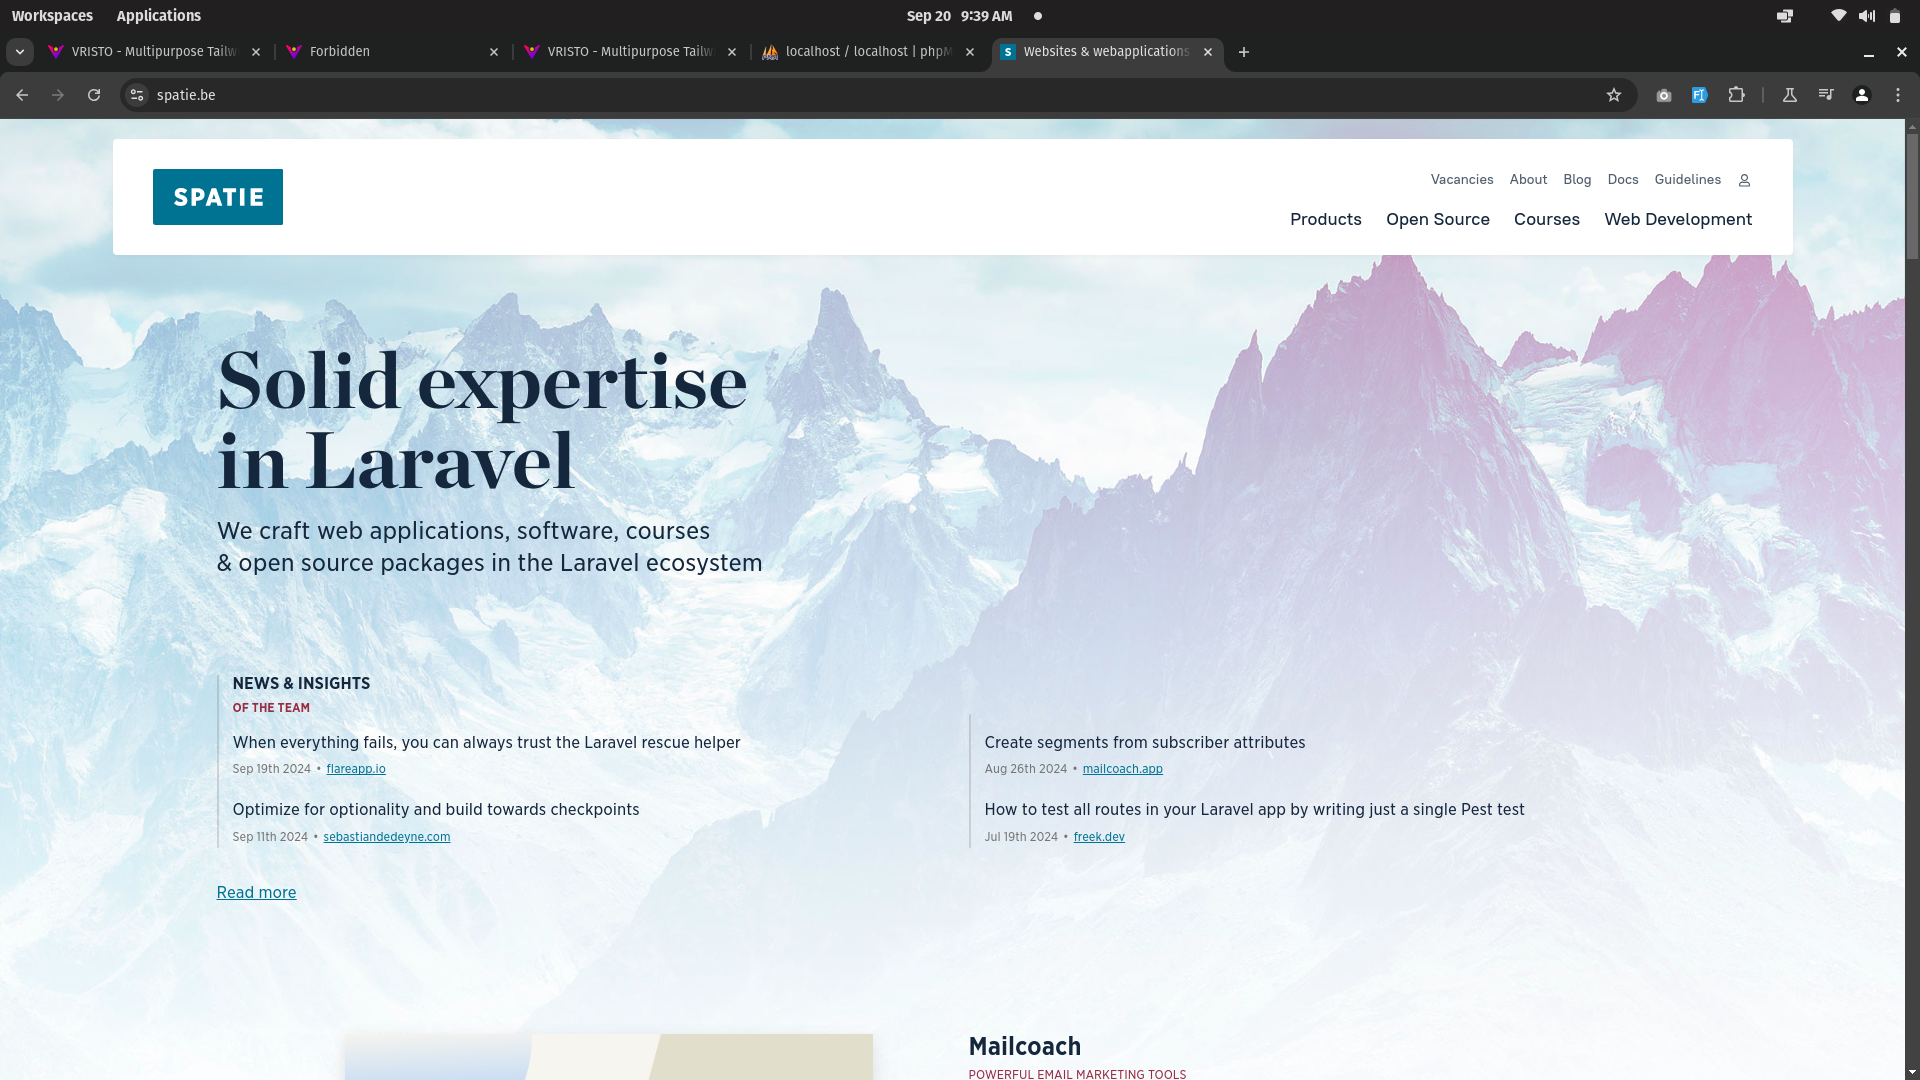 Workspaces Applications Sep 20 9:39 AM
VRISTO - Multipurpose Tailw Forbidden VRISTO - Multipurpose Tailw localhost / localhost | phpM S Websites & webapplications
spatie.be
SPATIE
Vacancies About Blog Docs Guidelines
Products Open Source Courses Web Development
Solid expertise
in Laravel
We craft web applications, software, courses
& open source packages in the Laravel ecosystem
NEWS & INSIGHTS
OF THE TEAM
When everything fails, you can always trust the Laravel rescue helper
Sep 19th 2024 • flareapp.io
Optimize for optionality and build towards checkpoints
Sep 11th 2024 • sebastiandedeyne.com
Create segments from subscriber attributes
Aug 26th 2024 • mailcoach.app
How to test all routes in your Laravel app by writing just a single Pest test
Jul 19th 2024 • freek.dev
Read more
Mailcoach
POWERFUL EMAIL MARKETING TOOLS